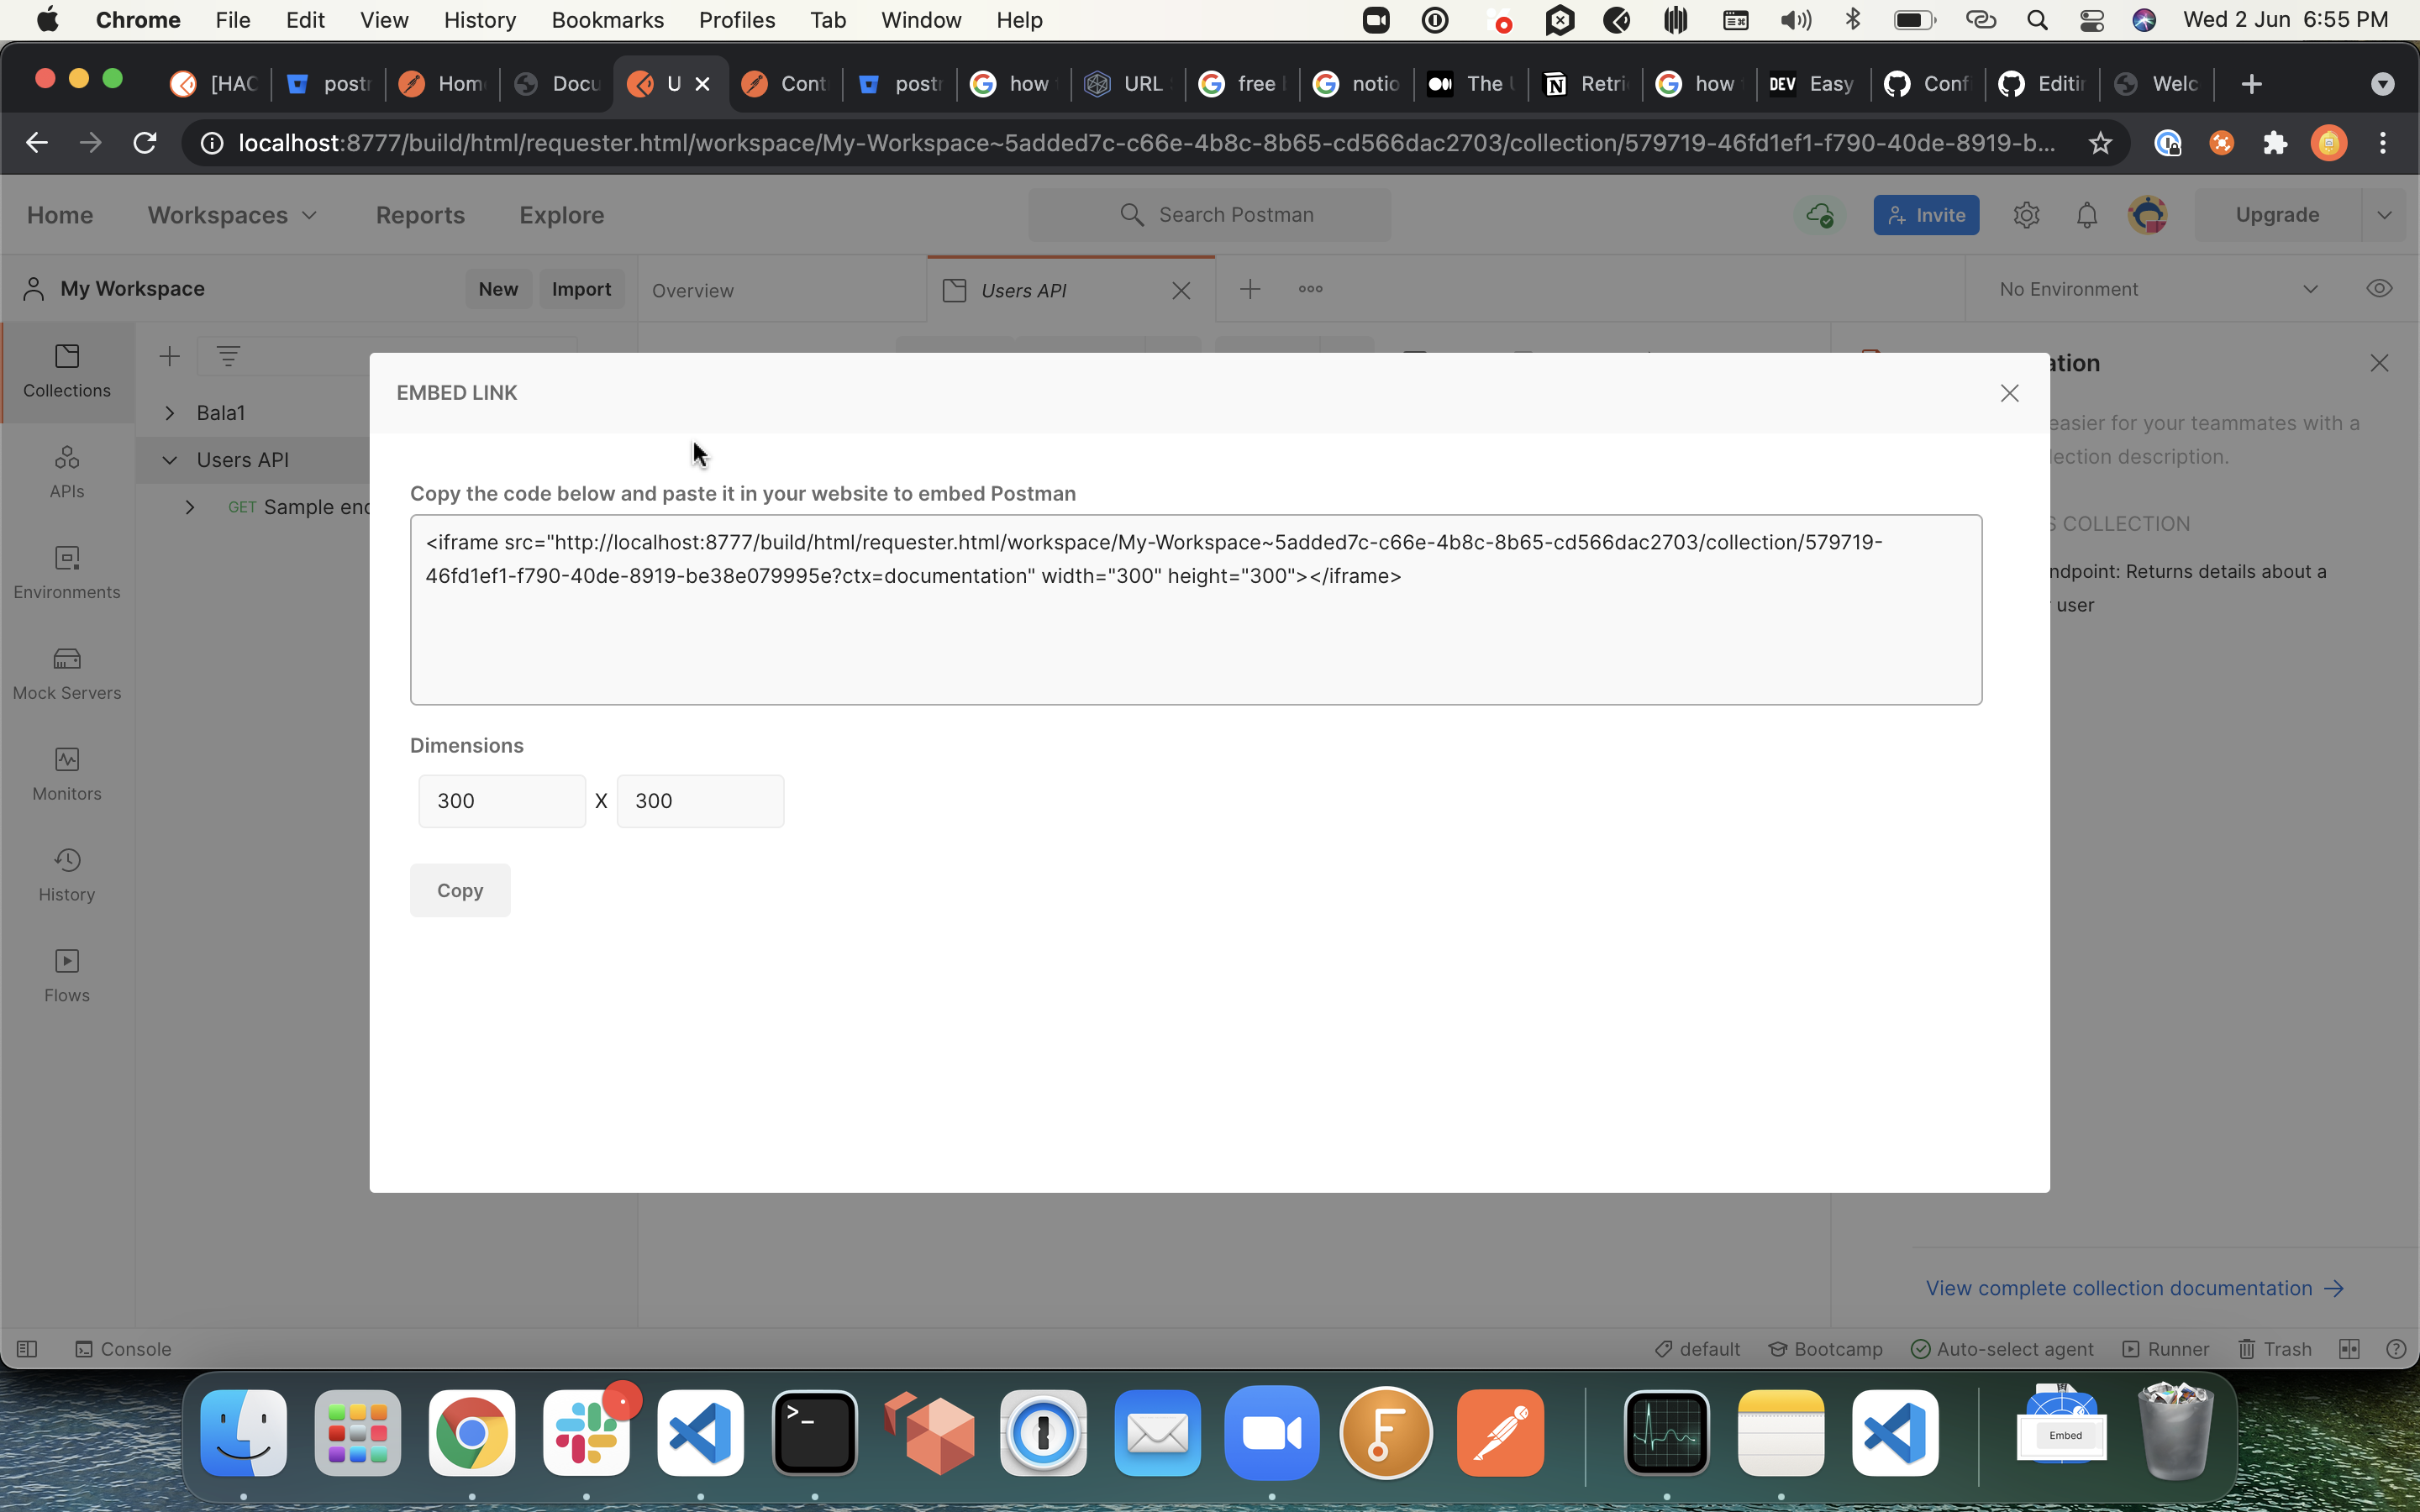 Chrome File Edit View History Bookmarks Profiles Tab Window Help Wed 2 Jun 6:55 PM
[HAC postr Hom Docu U Cont postr how URL free notio The Retri how DEV Easy Conf Editin Welc
localhost:8777/build/html/requester.html/workspace/My-Workspace~5added7c-c66e-4b8c-8b65-cd566dac2703/collection/579719-46fd1ef1-f790-40de-8919-b...
Home Workspaces Reports Explore Search Postman Invite Upgrade
My Workspace New Import Overview Users API No Environment
Collections
APIs
Environments
Mock Servers
Monitors
History
Flows
Bala1
Users API
GET Sample end
EMBED LINK
Copy the code below and paste it in your website to embed Postman
<iframe src="http://localhost:8777/build/html/requester.html/workspace/My-Workspace~5added7c-c66e-4b8c-8b65-cd566dac2703/collection/579719-
46fd1ef1-f790-40de-8919-be38e079995e?ctx=documentation" width="300" height="300"></iframe>
Dimensions
300 X 300
Copy
ation
easier for your teammates with a
lection description.
S COLLECTION
ndpoint: Returns details about a
user
View complete collection documentation →
Console default Bootcamp Auto-select agent Runner Trash
Embed